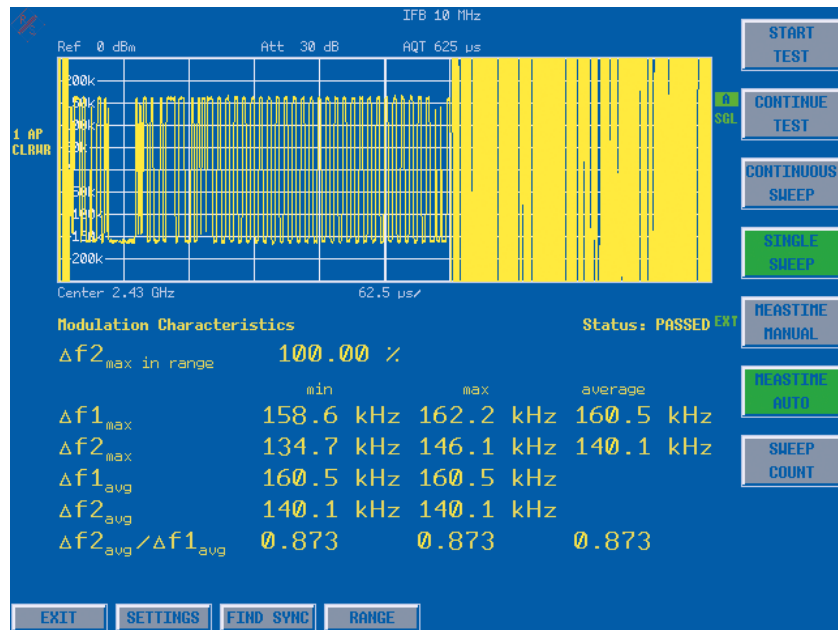 IFB 10 MHz
Ref 0 dBm Att 30 dB AQT 625 µs
200k
-200k
1 AP
CLRWR
A
SGL
Center 2.43 GHz 62.5 µs/
Modulation Characteristics Status: PASSED EXT
Δf2max in range 100.00 %
min max average
Δf1max 158.6 kHz 162.2 kHz 160.5 kHz
Δf2max 134.7 kHz 146.1 kHz 140.1 kHz
Δf1avg 160.5 kHz 160.5 kHz
Δf2avg 140.1 kHz 140.1 kHz
Δf2avg/Δf1avg 0.873 0.873 0.873
START
TEST
CONTINUE
TEST
CONTINUOUS
SWEEP
SINGLE
SWEEP
MEASTIME
MANUAL
MEASTIME
AUTO
SWEEP
COUNT
EXIT SETTINGS FIND SYNC RANGE